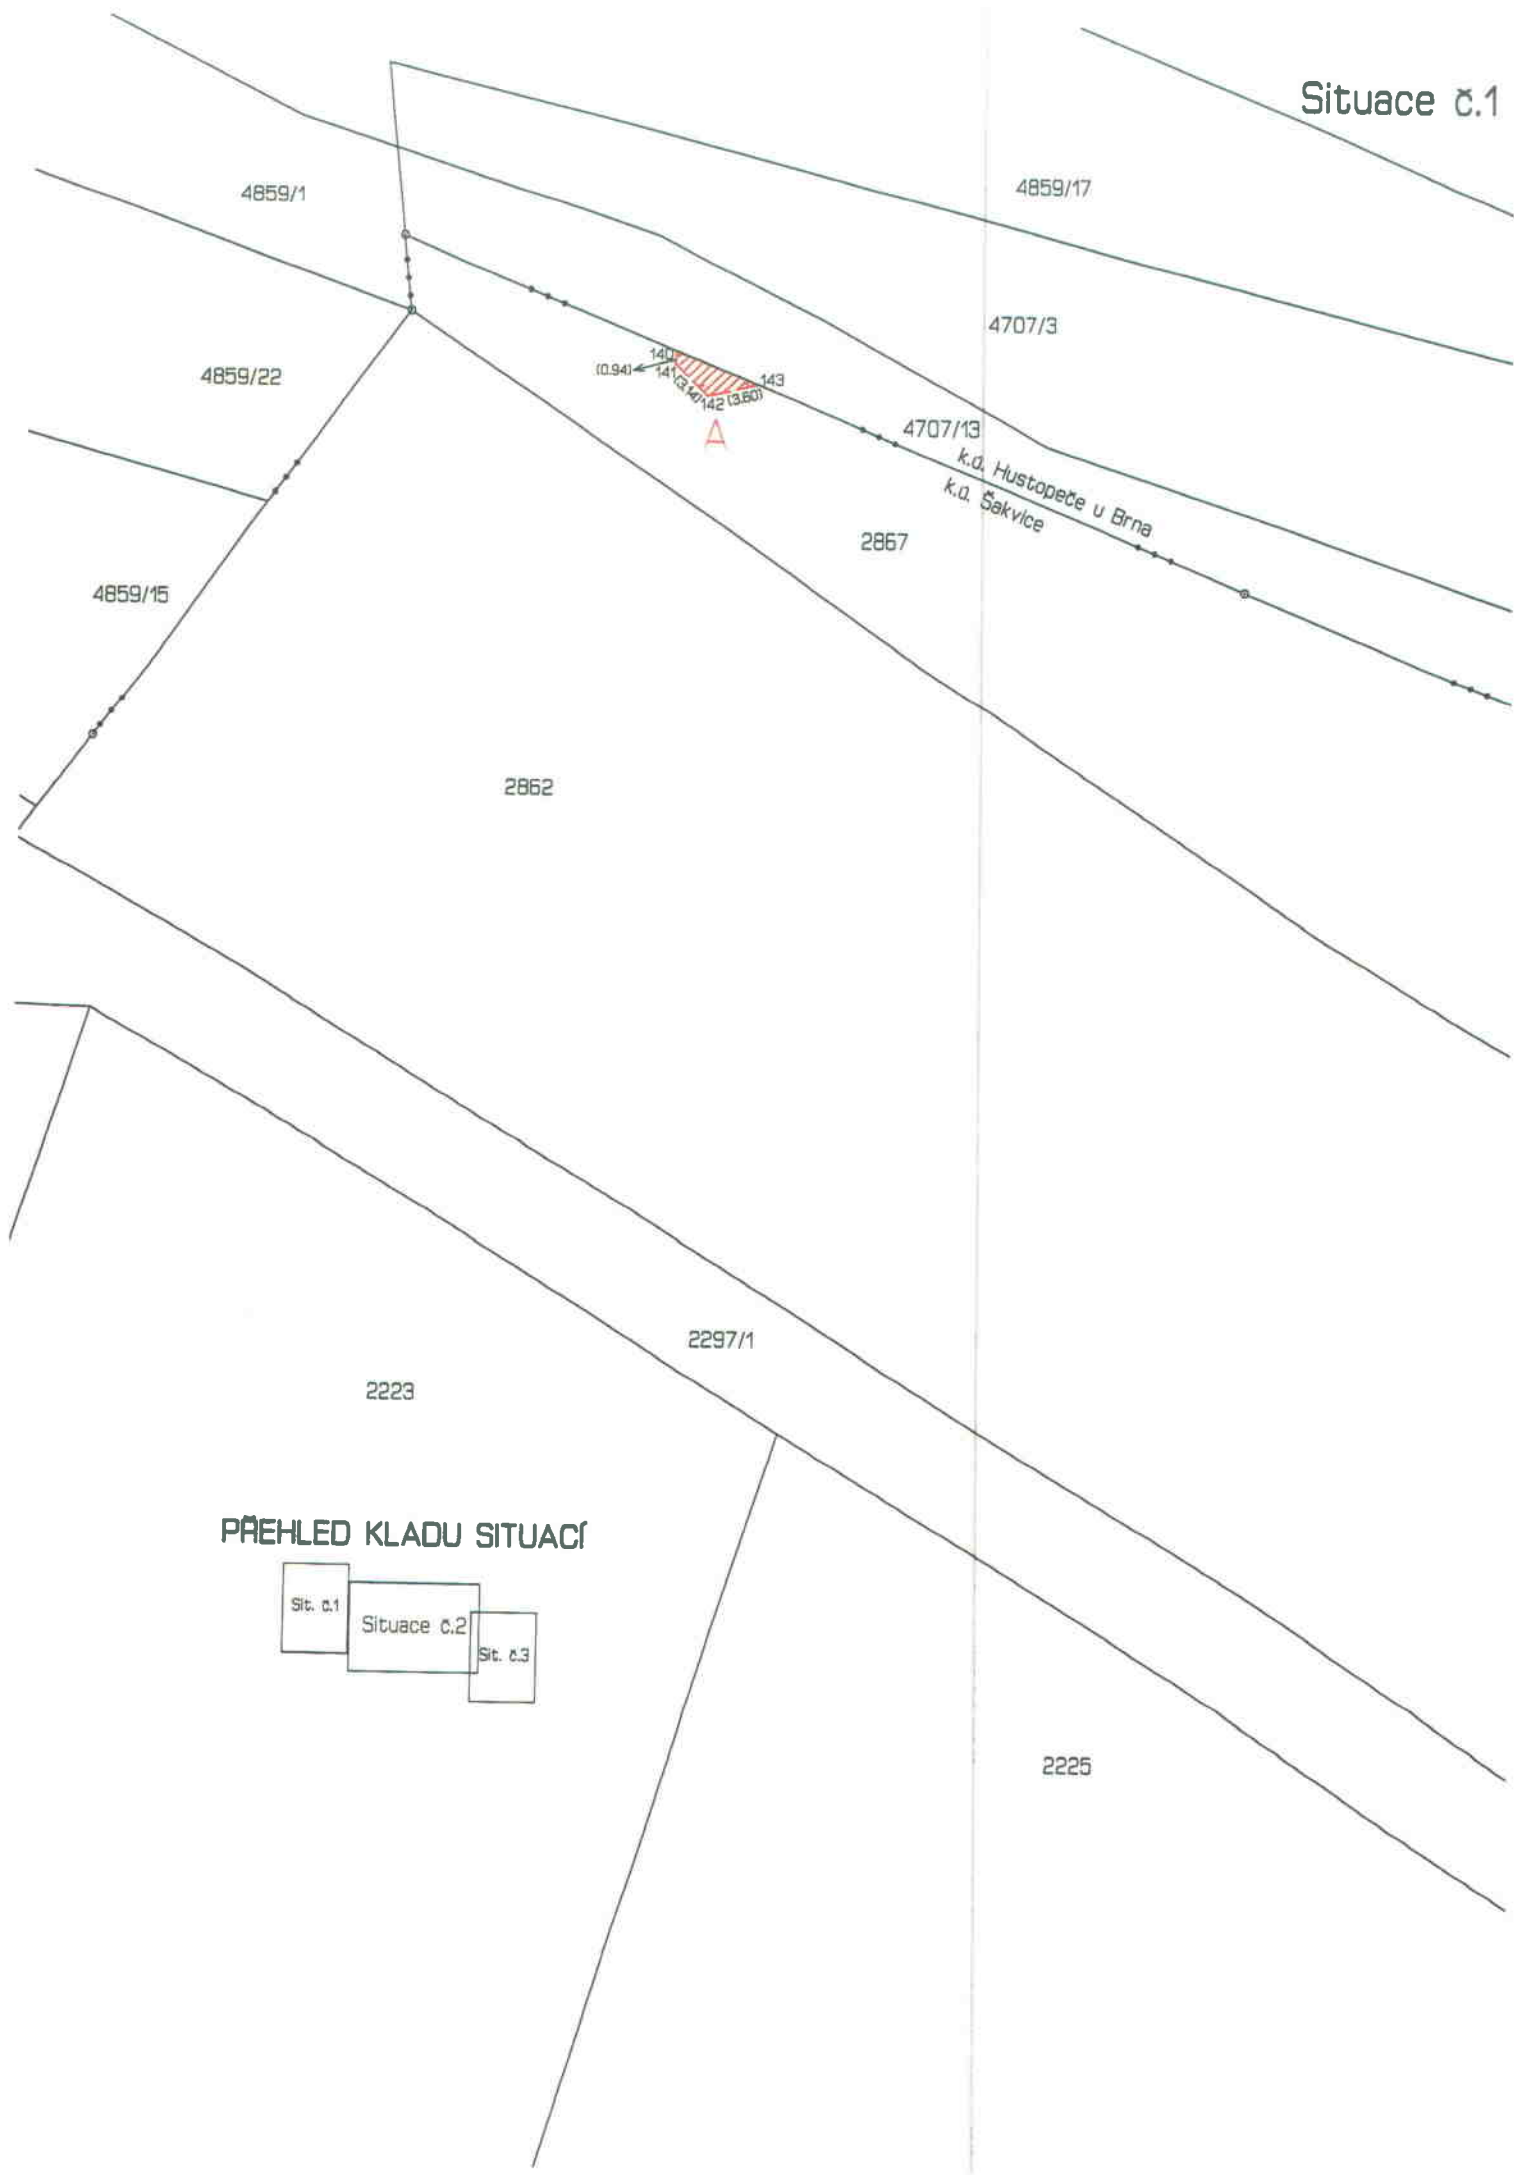 Situace č.1
4859/1
4859/17
4707/3
4859/22
140
(0.94)
141
(3.14)
142
(3.60)
143
A
4707/13
k.ú. Hustopeče u Brna
k.ú. Šakvice
2867
4859/15
2862
2297/1
2223
PŘEHLED KLADU SITUACÍ
Sit. č.1
Situace č.2
Sit. č.3
2225